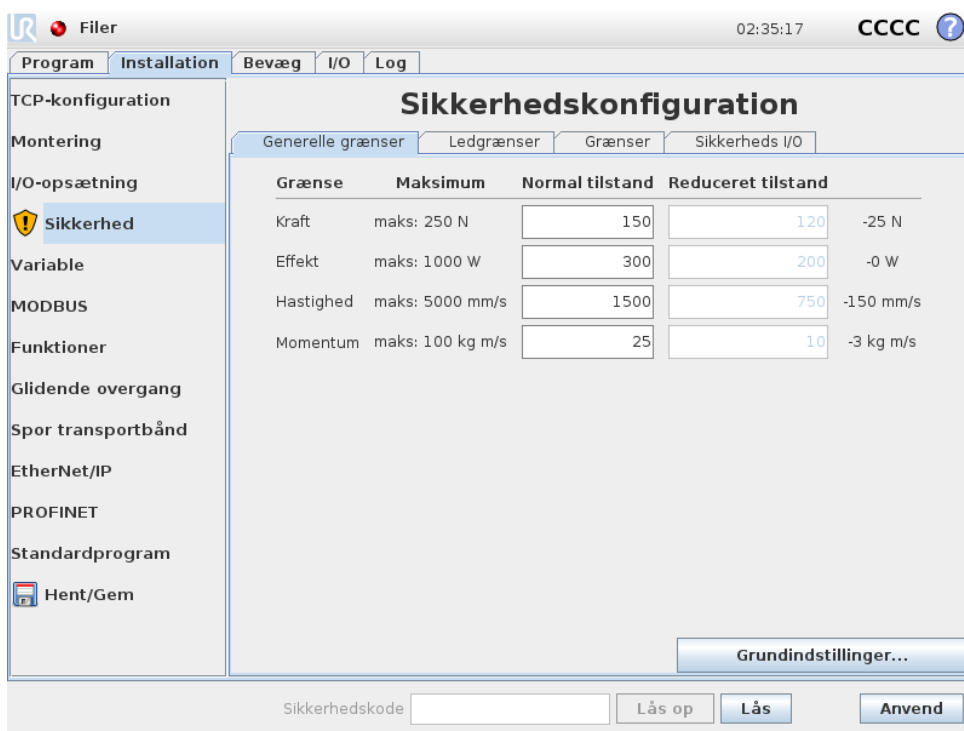 UR Filer 02:35:17 CCCC ?
Program Installation Bevæg I/O Log
TCP-konfiguration
Montering
I/O-opsætning
Sikkerhed
Variable
MODBUS
Funktioner
Glidende overgang
Spor transportbånd
EtherNet/IP
PROFINET
Standardprogram
Hent/Gem
Sikkerhedskonfiguration
Generelle grænser Ledgrænser Grænser Sikkerheds I/O
Grænse Maksimum Normal tilstand Reduceret tilstand
Kraft maks: 250 N 150 120 -25 N
Effekt maks: 1000 W 300 200 -0 W
Hastighed maks: 5000 mm/s 1500 750 -150 mm/s
Momentum maks: 100 kg m/s 25 10 -3 kg m/s
Grundindstillinger...
Sikkerhedskode Lås op Lås Anvend